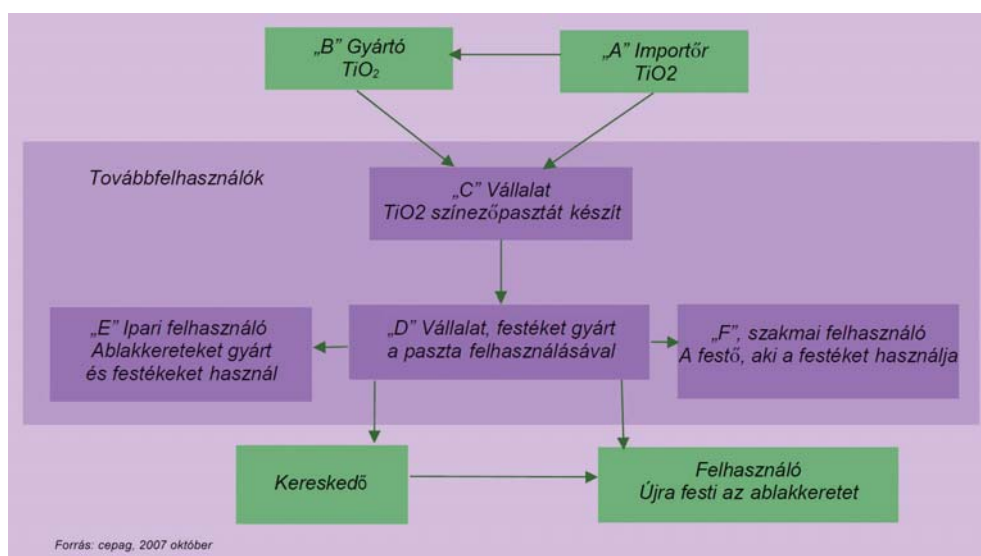 „B” Gyártó
TiO₂
„A” Importőr
TiO2
Továbbfelhasználók
„C” Vállalat
TiO2 színezőpasztát készít
„E” Ipari felhasználó
Ablakkereteket gyárt
és festékeket használ
„D” Vállalat, festéket gyárt
a paszta felhasználásával
„F”, szakmai felhasználó
A festő, aki a festéket használja
Kereskedő
Felhasználó
Újra festi az ablakkeretet
Forrás: cepag, 2007 október